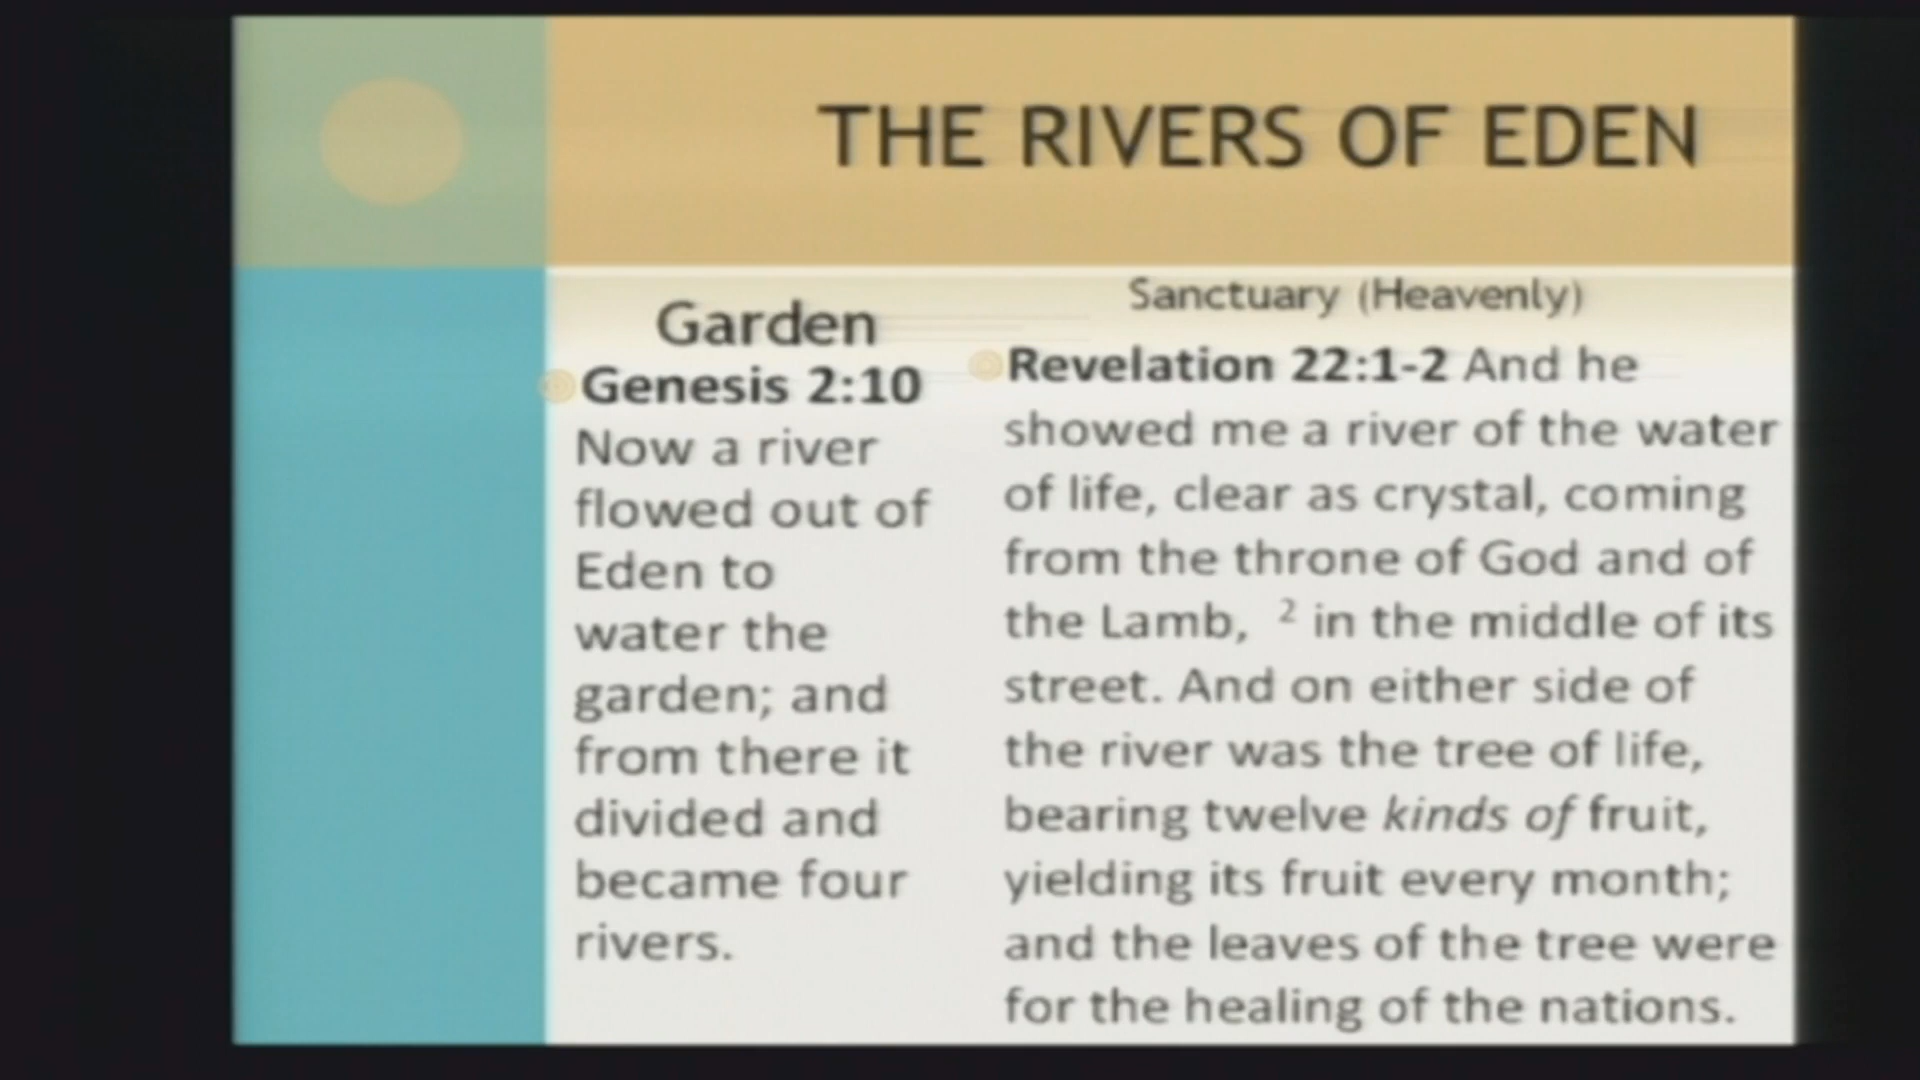 THE RIVERS OF EDEN
Garden
Genesis 2:10
Now a river
flowed out of
Eden to
water the
garden; and
from there it
divided and
became four
rivers.
Sanctuary (Heavenly)
Revelation 22:1-2 And he
showed me a river of the water
of life, clear as crystal, coming
from the throne of God and of
the Lamb, 2 in the middle of its
street. And on either side of
the river was the tree of life,
bearing twelve kinds of fruit,
yielding its fruit every month;
and the leaves of the tree were
for the healing of the nations.